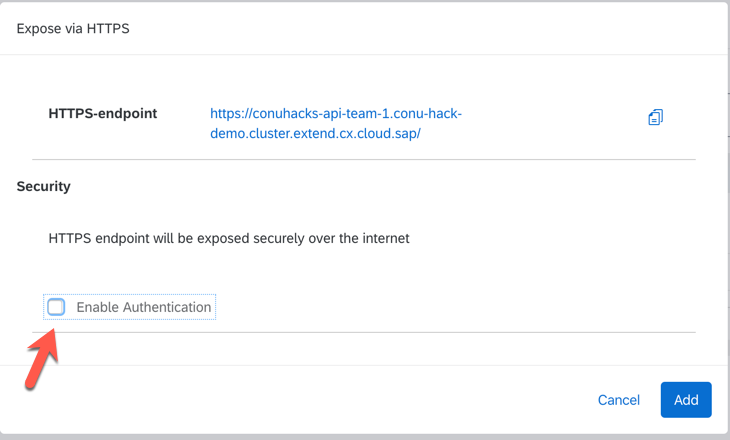 Expose via HTTPS
HTTPS-endpoint
https://conuhacks-api-team-1.conu-hack-
demo.cluster.extend.cx.cloud.sap/
Security
HTTPS endpoint will be exposed securely over the internet
Enable Authentication
Cancel Add